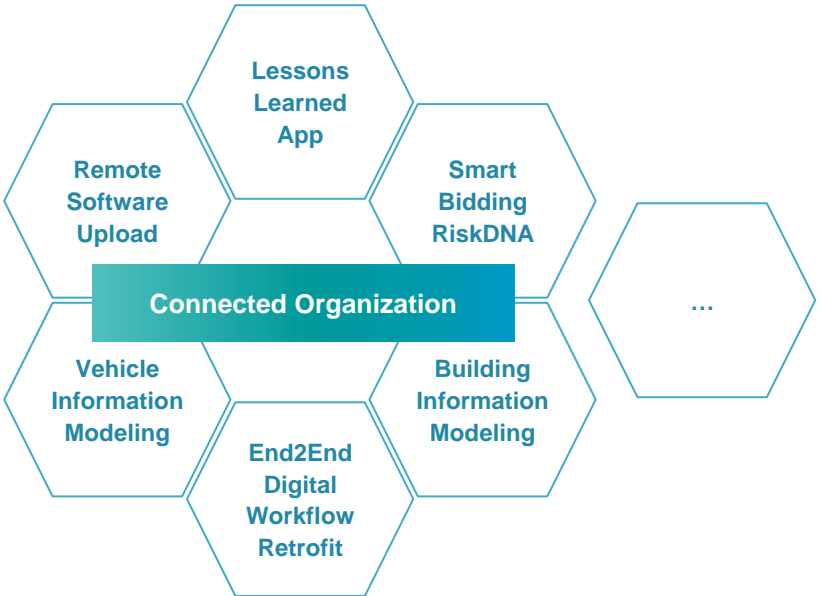 Lessons
Learned
App
Remote
Software
Upload
Smart
Bidding
RiskDNA
Connected Organization
...
Vehicle
Information
Modeling
Building
Information
Modeling
End2End
Digital
Workflow
Retrofit